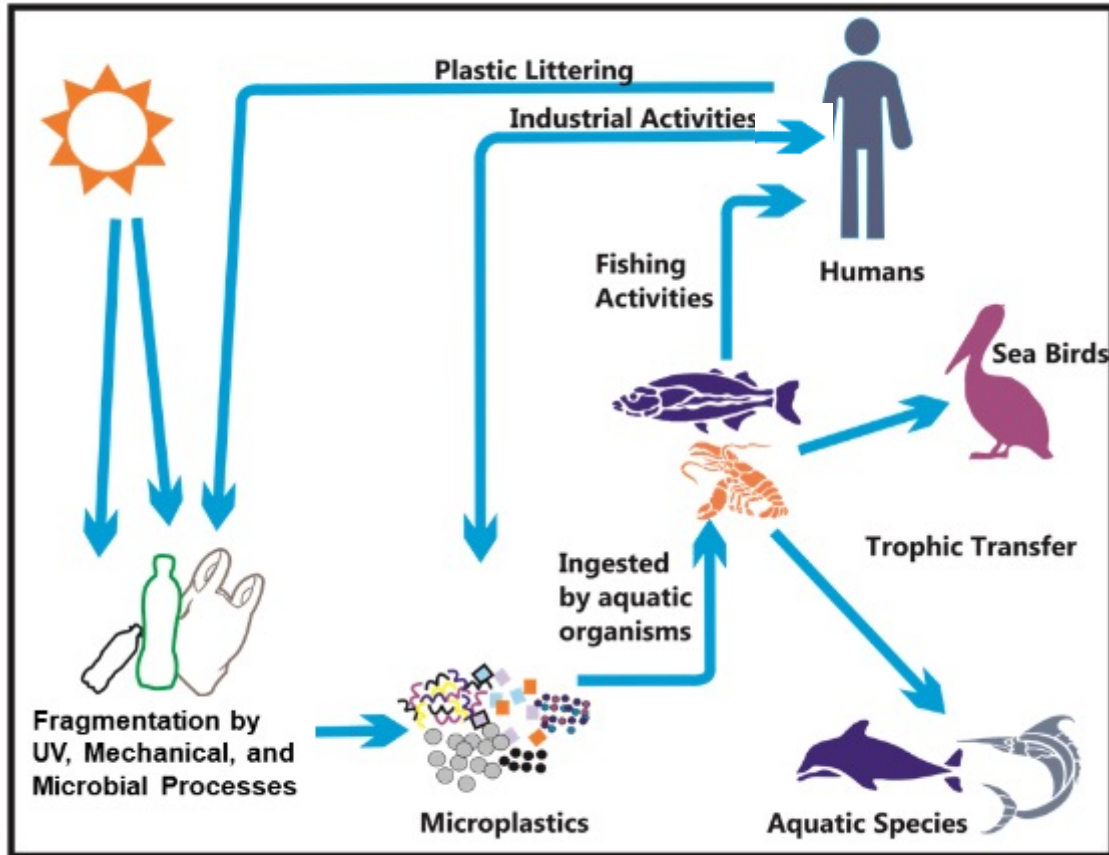 Plastic Littering
Industrial Activities
Fishing
Activities
Humans
Sea Birds
Trophic Transfer
Ingested
by aquatic
organisms
Fragmentation by
UV, Mechanical, and
Microbial Processes
Microplastics
Aquatic Species